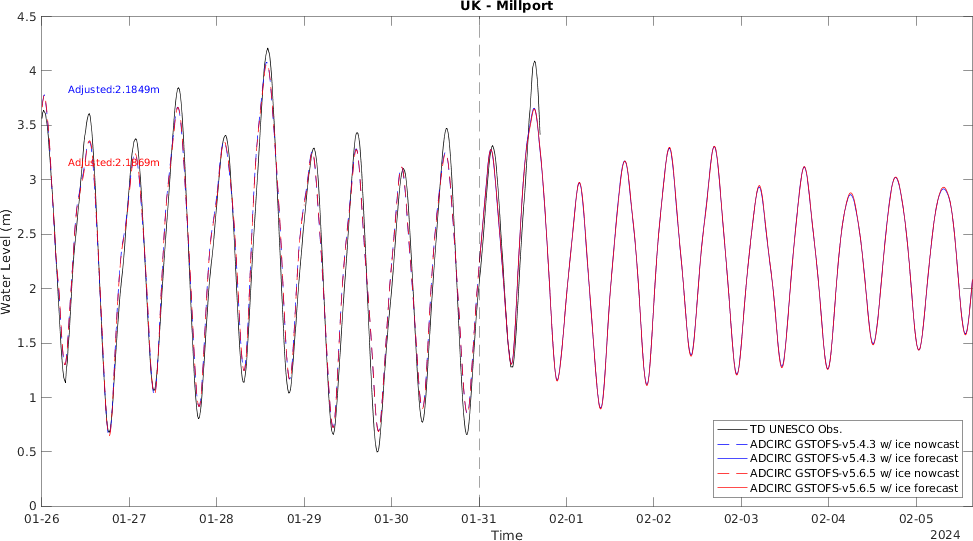 UK - Millport
4.5
4
3.5
3
2.5
2
1.5
1
0.5
0
Water Level (m)
Adjusted:2.1849m
Adjusted:2.1869m
TD UNESCO Obs.
ADCIRC GSTOFS-v5.4.3 w/ ice nowcast
ADCIRC GSTOFS-v5.4.3 w/ ice forecast
ADCIRC GSTOFS-v5.6.5 w/ ice nowcast
ADCIRC GSTOFS-v5.6.5 w/ ice forecast
01-26 01-27 01-28 01-29 01-30 01-31 02-01 02-02 02-03 02-04 02-05
Time
2024